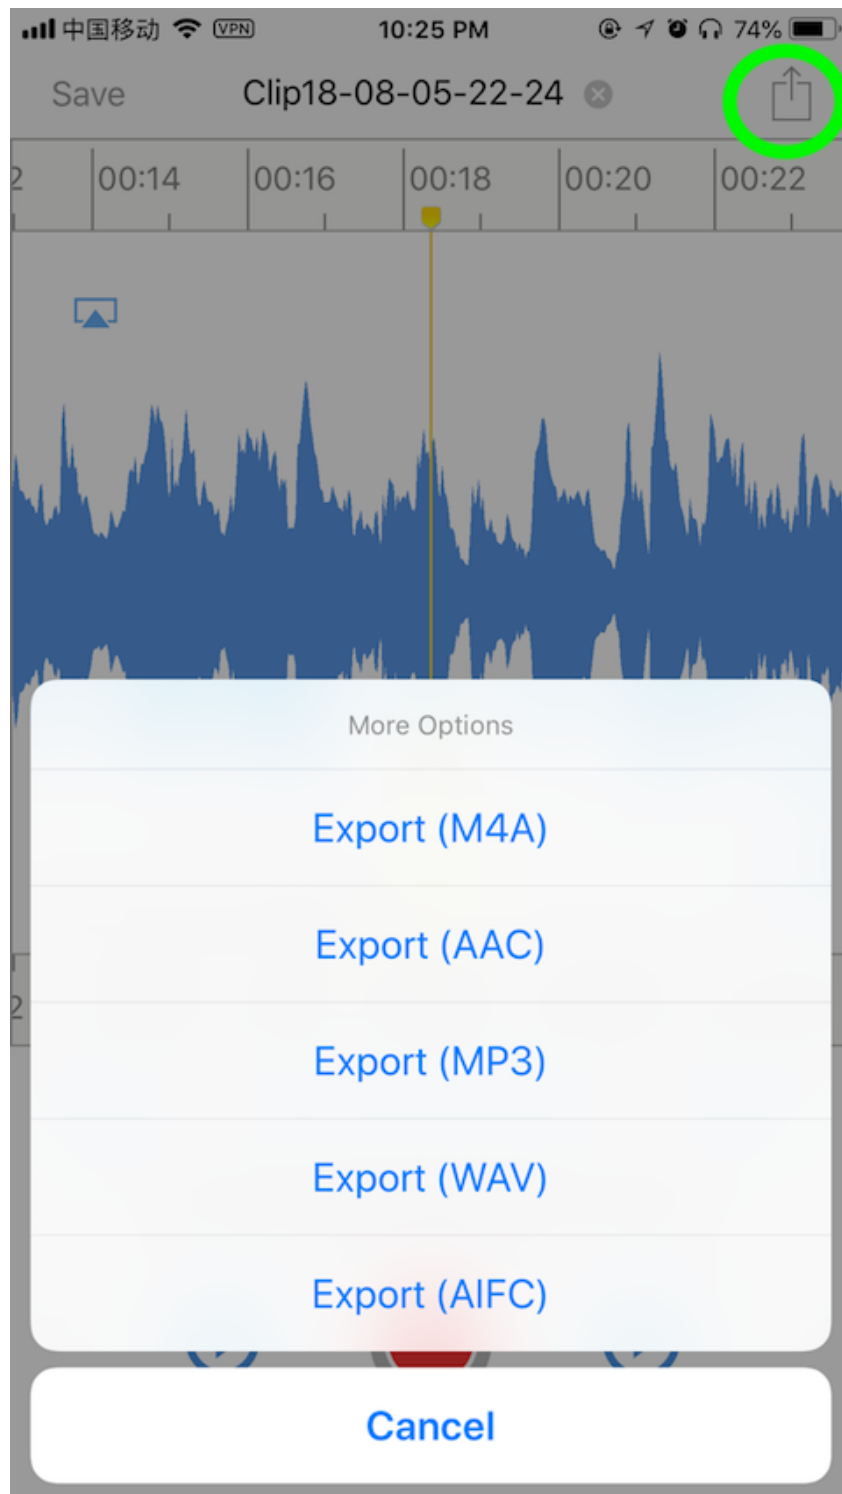 中国移动 VPN 10:25 PM 74%
Save Clip18-08-05-22-24
2 00:14 00:16 00:18 00:20 00:22
More Options
Export (M4A)
Export (AAC)
2
Export (MP3)
Export (WAV)
Export (AIFC)
Cancel